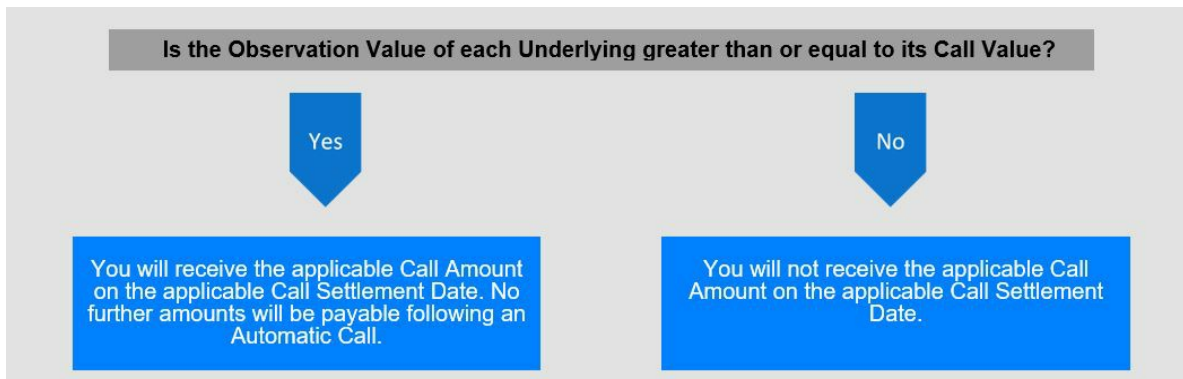 Is the Observation Value of each Underlying greater than or equal to its Call Value?
Yes
No
You will receive the applicable Call Amount
on the applicable Call Settlement Date. No
further amounts will be payable following an
Automatic Call.
You will not receive the applicable Call
Amount on the applicable Call Settlement
Date.